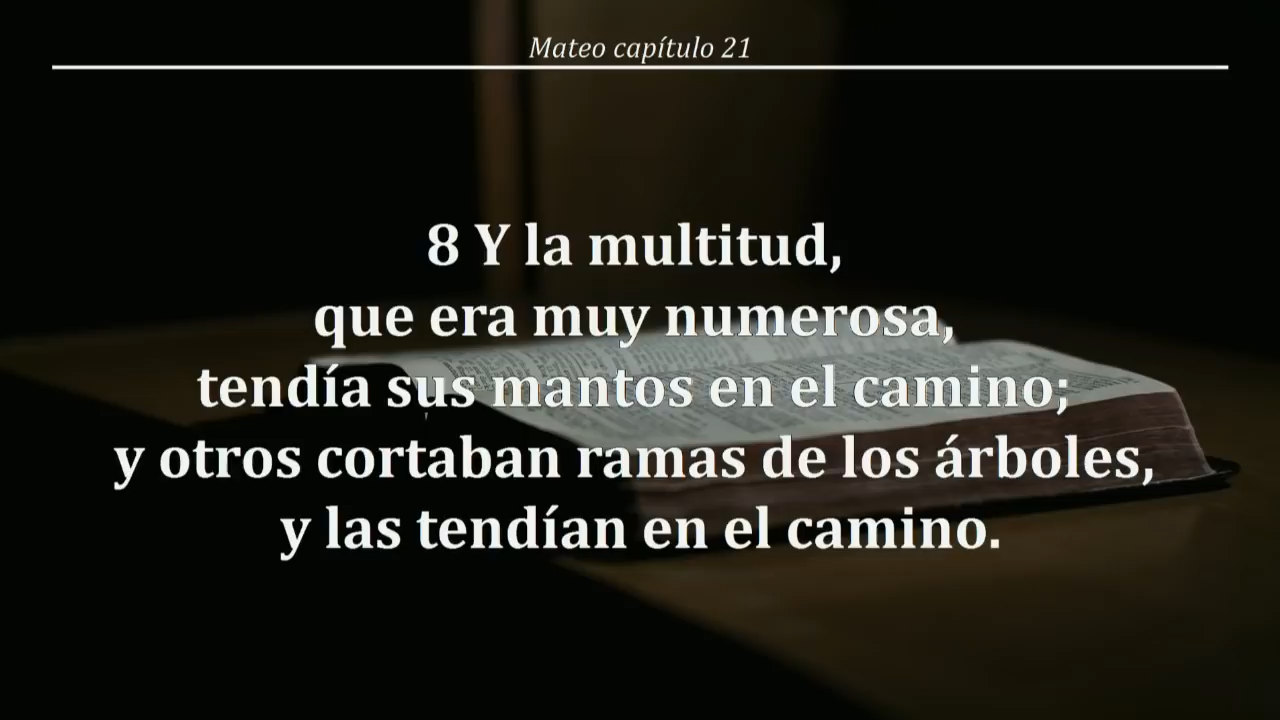 Mateo capítulo 21
8 Y la multitud,
que era muy numerosa,
tendía sus mantos en el camino;
y otros cortaban ramas de los árboles,
y las tendían en el camino.